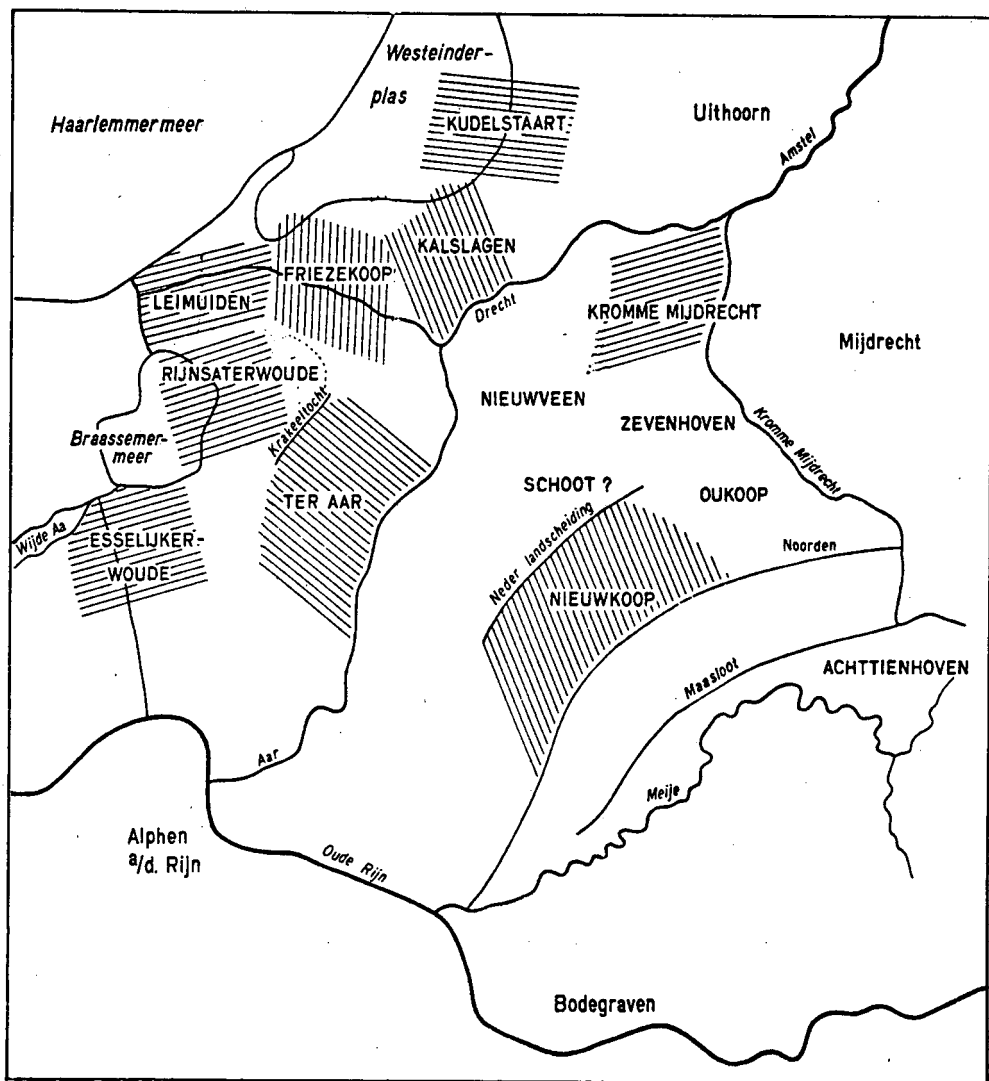 Westeinder-
plas
Haarlemmermeer
KUDELSTAART
Uithoorn
Amstel
KALSLAGEN
FRIEZEKOOP
LEIMUIDEN
Drecht
KROMME MIJDRECHT
Mijdrecht
RIJNSATERWOUDE
NIEUWVEEN
ZEVENHOVEN
Krakeeltocht
Braassemer-
meer
Kromme Mijdrecht
TER AAR
SCHOOT ?
OUKOOP
Wijde Aa
ESSELIJKER-
WOUDE
Neder landscheiding
Noorden
NIEUWKOOP
Maasloot
ACHTTIENHOVEN
Aar
Meije
Alphen
a/d. Rijn
Oude Rijn
Bodegraven